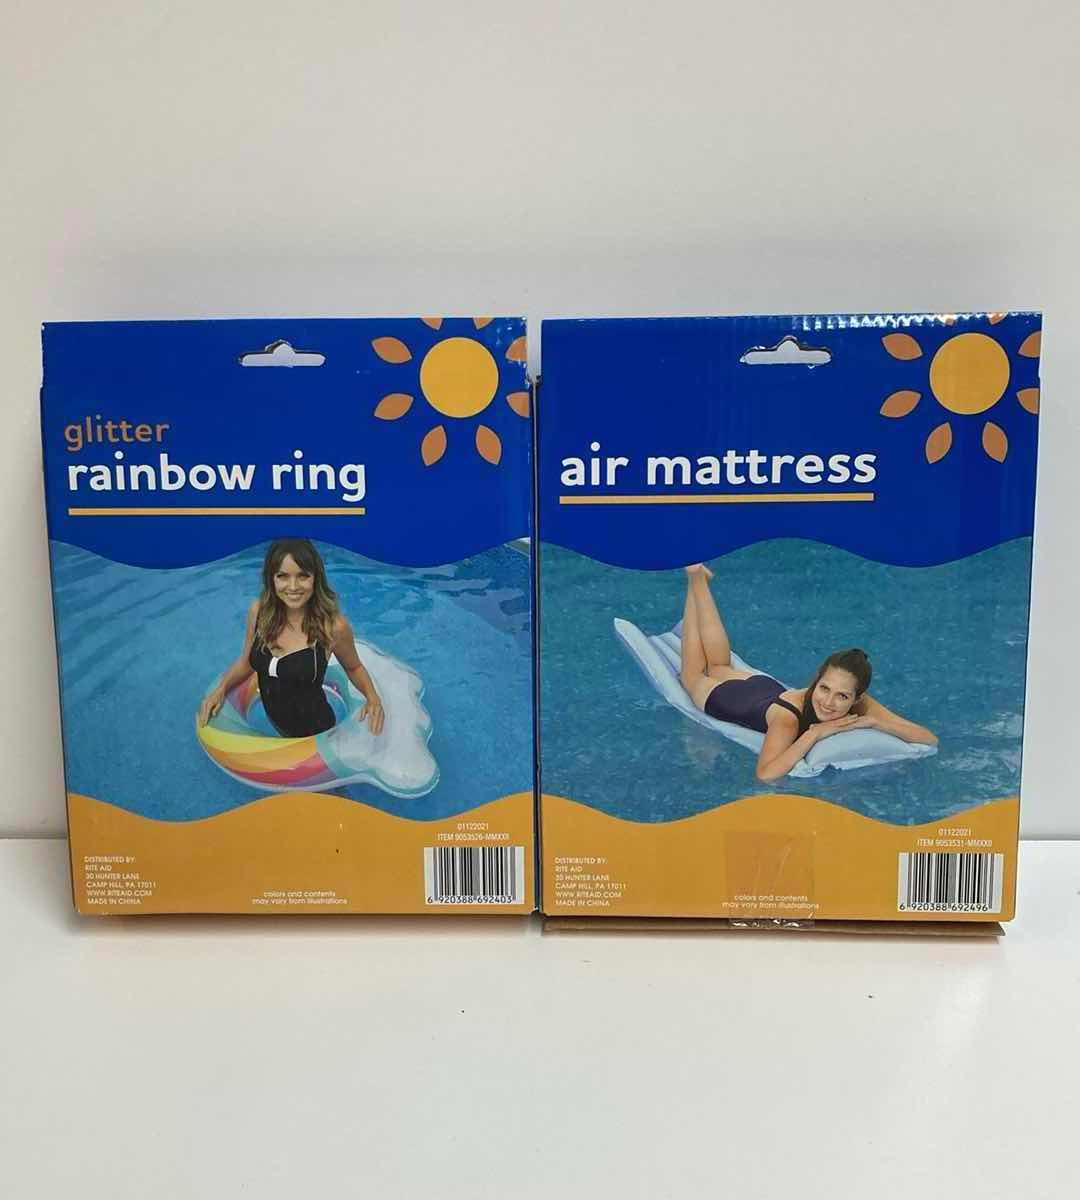 glitter
rainbow ring
01122021
ITEM 9053526-MMXXII
DISTRIBUTED BY:
RITE AID
30 HUNTER LANE
CAMP HILL, PA 17011
WWW.RITEAID.COM
MADE IN CHINA
colors and contents
may vary from illustrations
6 920388 692403
air mattress
01122021
ITEM 9053531-MMXXII
DISTRIBUTED BY:
RITE AID
30 HUNTER LANE
CAMP HILL, PA 17011
WWW.RITEAID.COM
MADE IN CHINA
colors and contents
may vary from illustrations
6 920388 692496